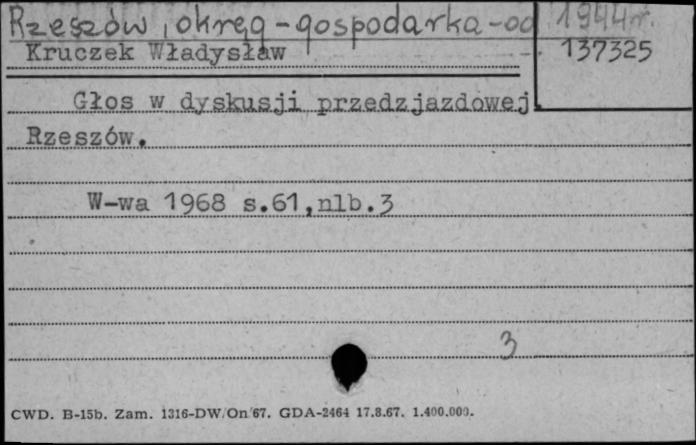 Rzeszów, okręg - gospodarka - od 1944 r.
Kruczek Władysław 137325
Głos w dyskusji przedzjazdowej
Rzeszów.
W-wa 1968 s.61,nlb.3
3
CWD. B-15b. Zam. 1316-DW/On/67. GDA-2464 17.8.67. 1.400.000.